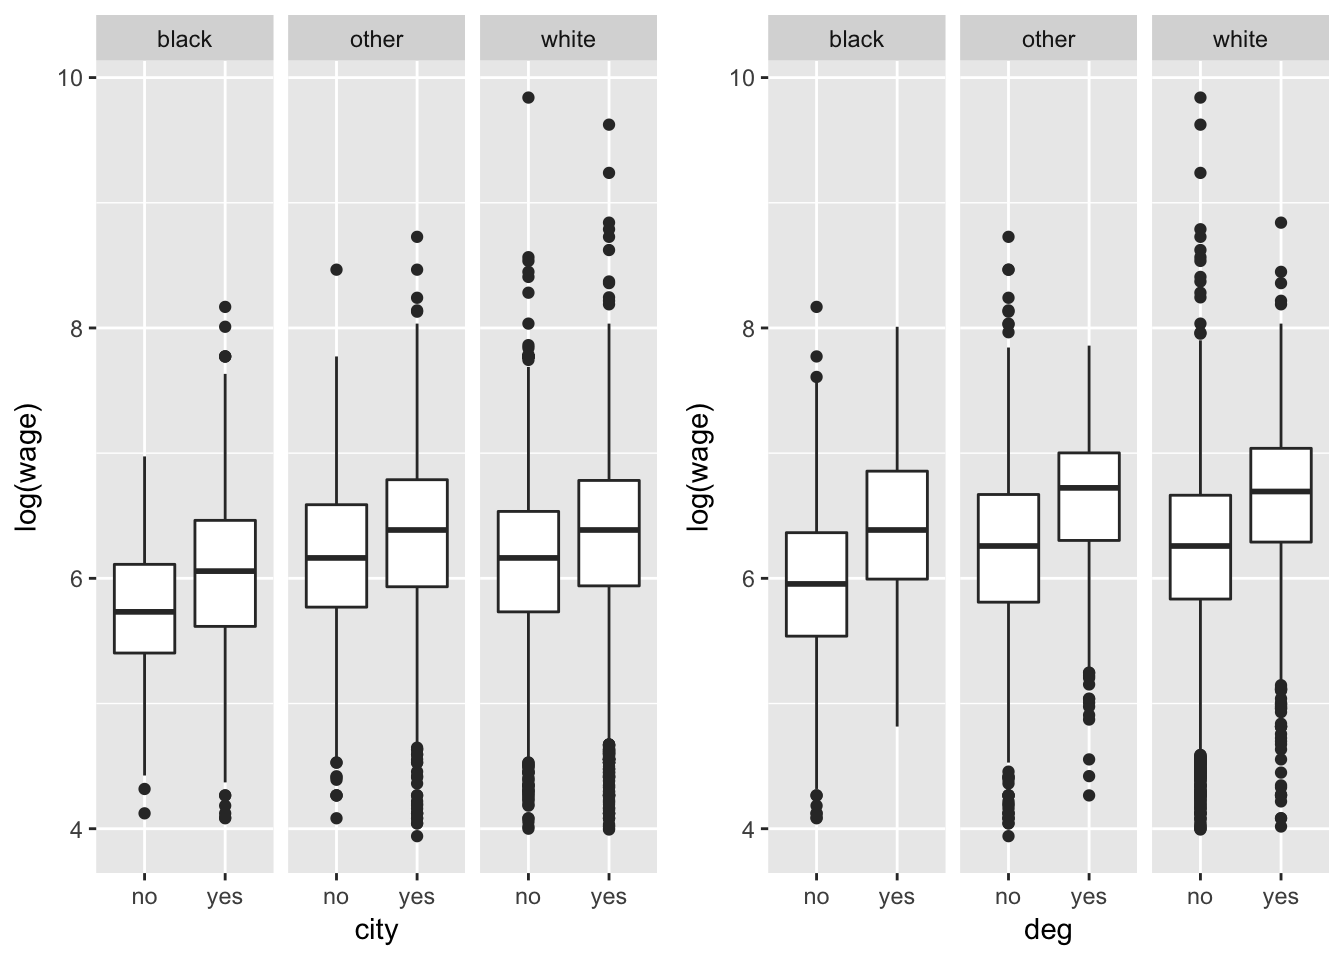 black other white
10
8
6
4
log(wage)
no yes no yes no yes
city
black other white
10
8
6
4
log(wage)
no yes no yes no yes
deg